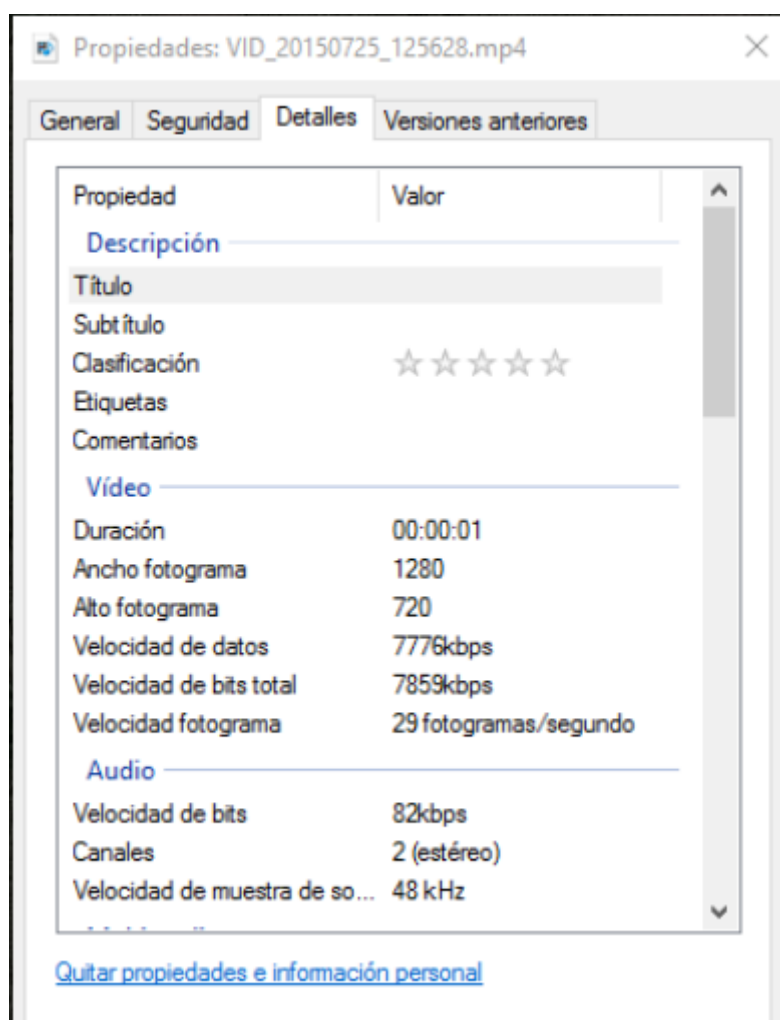 Propiedades: VID_20150725_125628.mp4
General Seguridad Detalles Versiones anteriores
Propiedad Valor
Descripción
Título
Subtítulo
Clasificación
Etiquetas
Comentarios
Vídeo
Duración 00:00:01
Ancho fotograma 1280
Alto fotograma 720
Velocidad de datos 7776kbps
Velocidad de bits total 7859kbps
Velocidad fotograma 29 fotogramas/segundo
Audio
Velocidad de bits 82kbps
Canales 2 (estéreo)
Velocidad de muestra de so... 48 kHz
Quitar propiedades e información personal